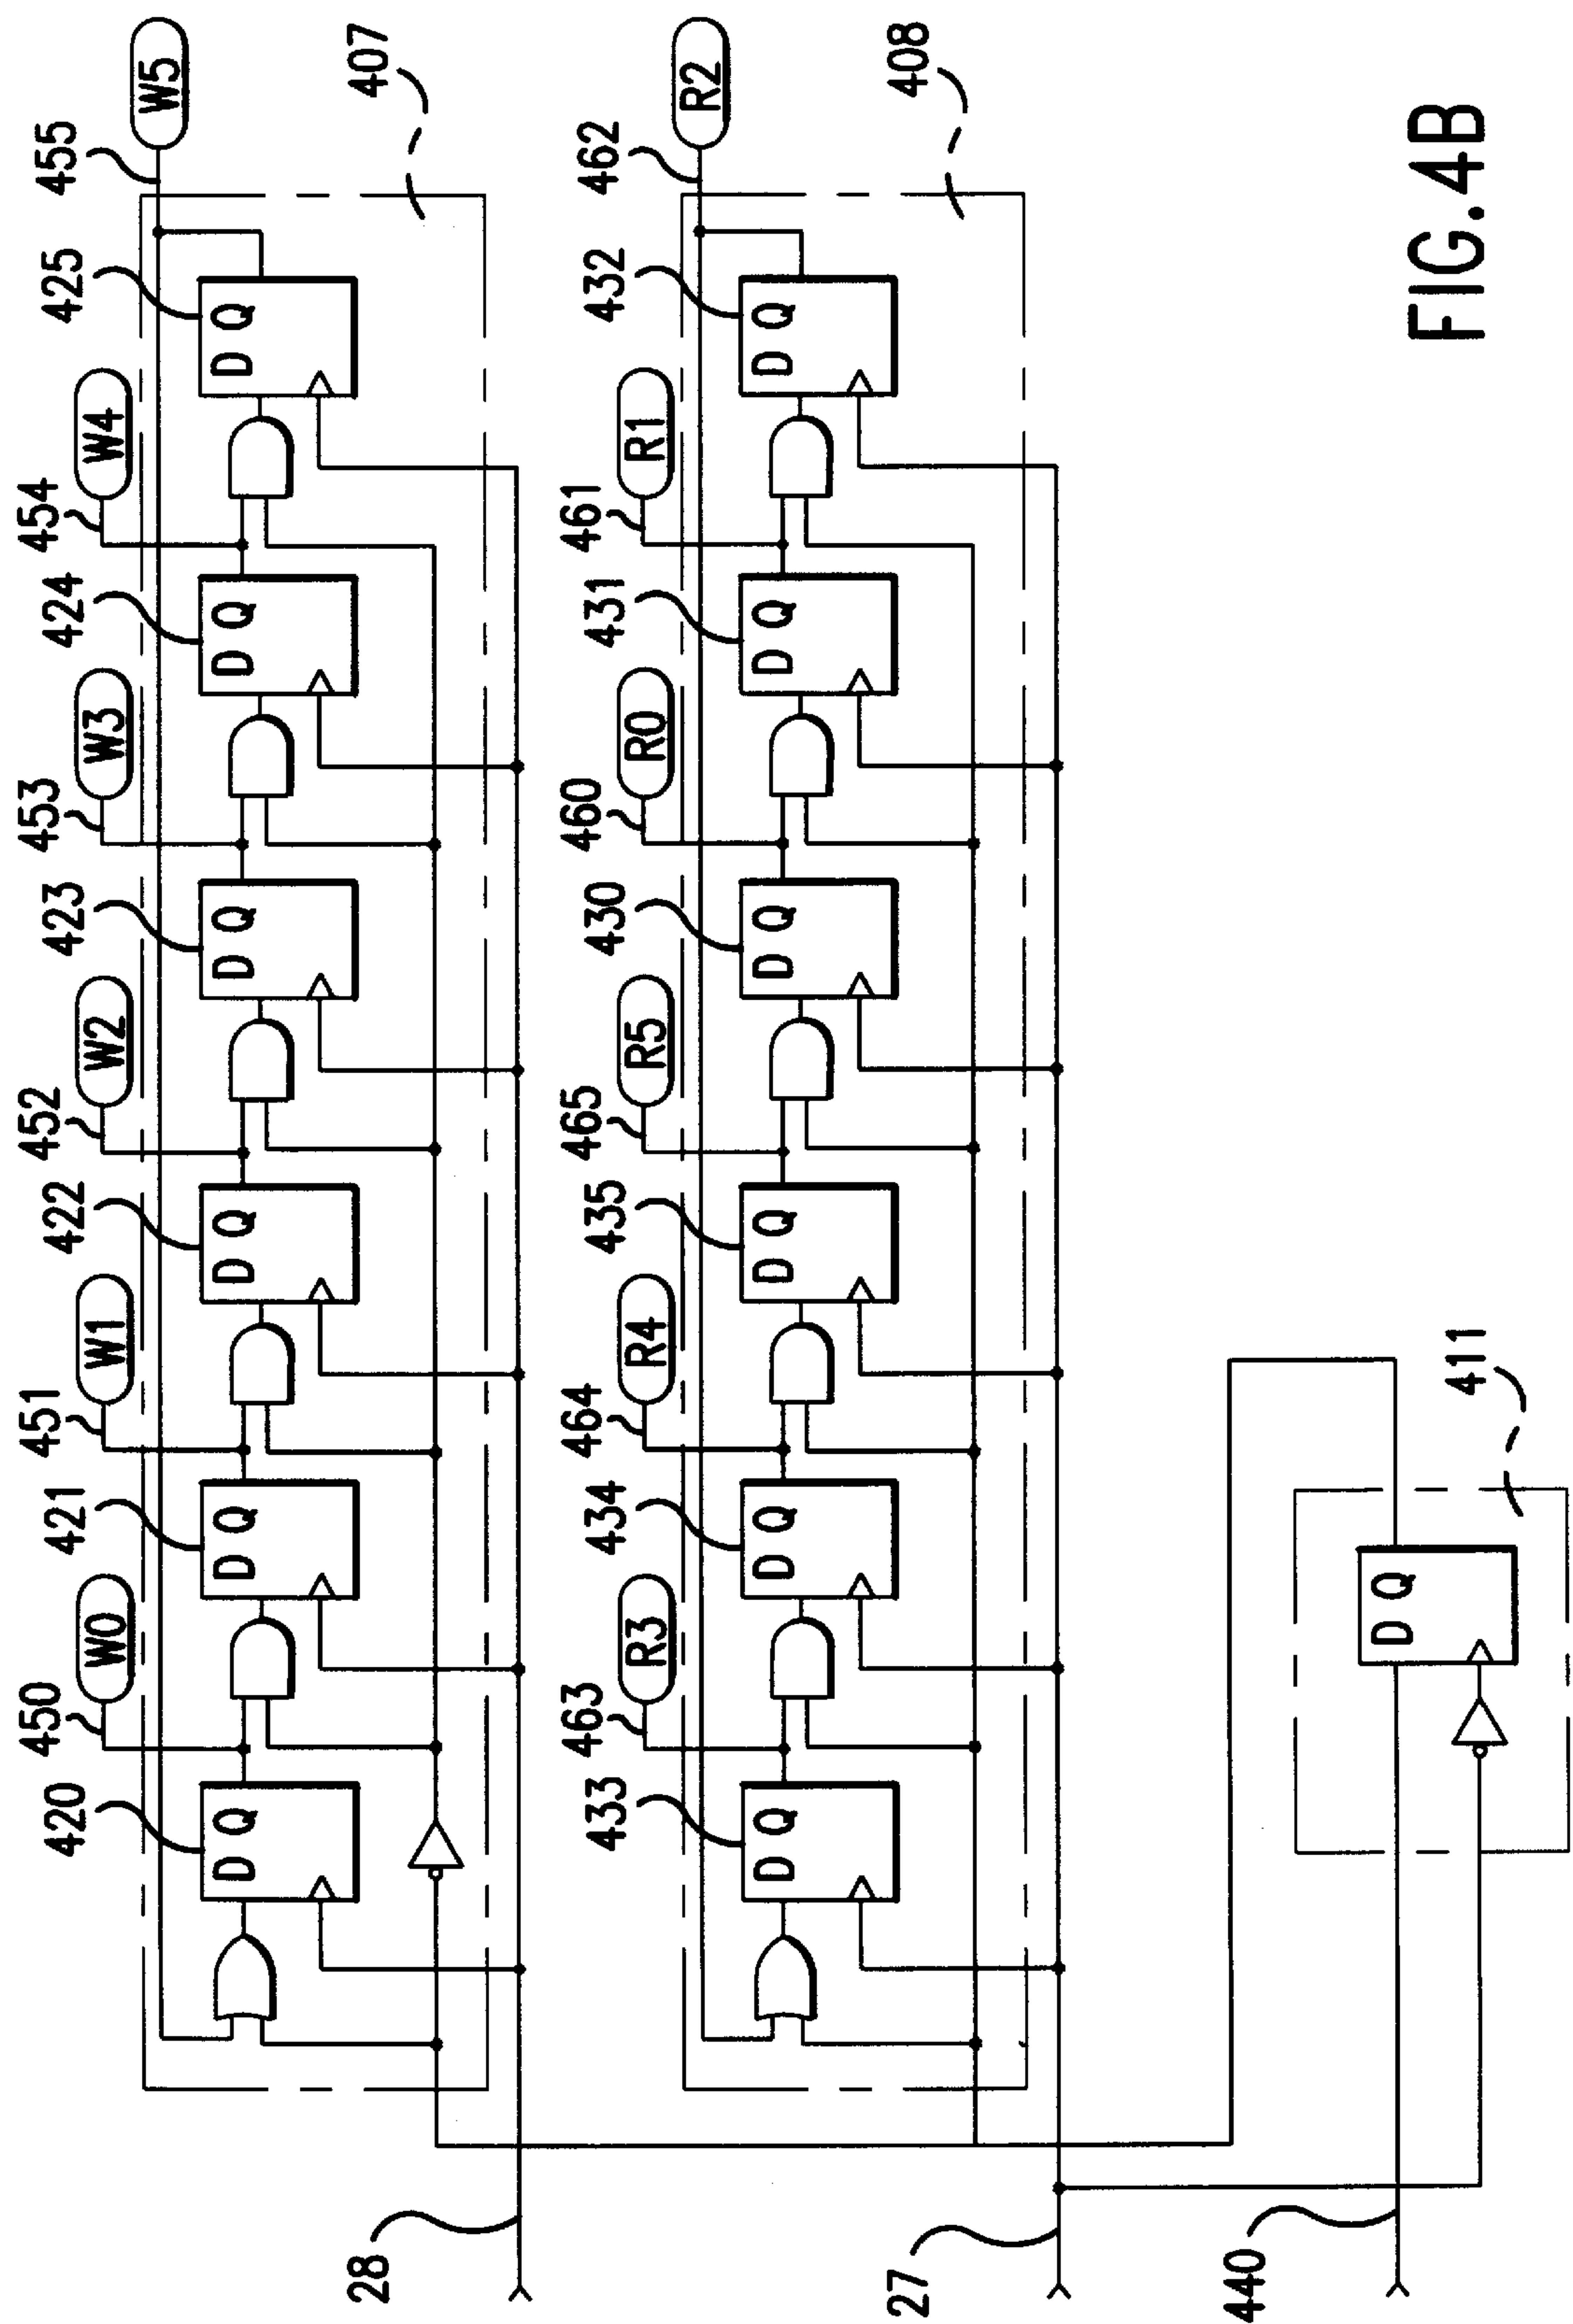 W0 W1 W2 W3 W4 W5
450 451 452 453 454 455
420 421 422 423 424 425
D Q D Q D Q D Q D Q D Q
407
28
R3 R4 R5 R0 R1 R2
463 464 465 460 461 462
433 434 435 430 431 432
D Q D Q D Q D Q D Q D Q
408
27
411
D Q
440
FIG.4B